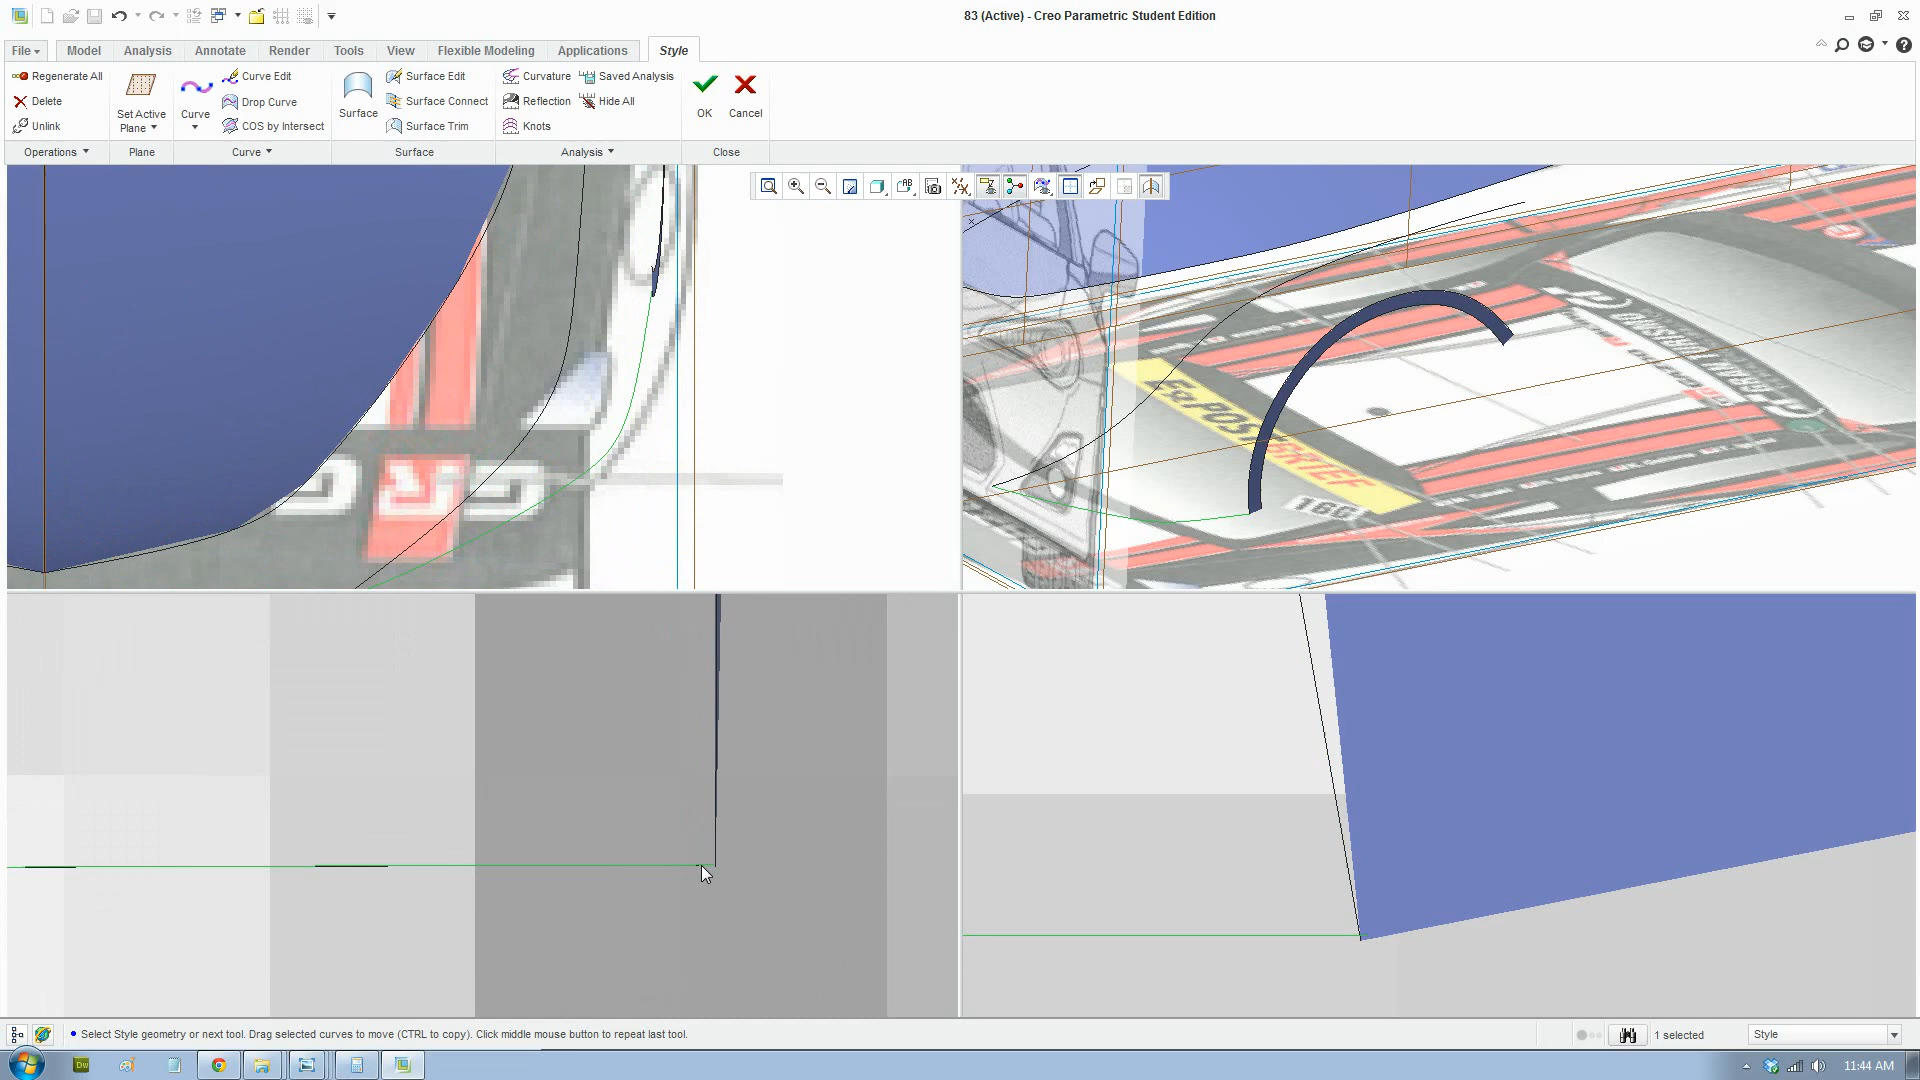 83 (Active) - Creo Parametric Student Edition
File Model Analysis Annotate Render Tools View Flexible Modeling Applications Style
Regenerate All
Delete
Unlink
Set Active
Plane
Curve
Curve Edit
Drop Curve
COS by Intersect
Surface
Surface Edit
Surface Connect
Surface Trim
Curvature
Reflection
Knots
Saved Analysis
Hide All
OK
Cancel
Operations Plane Curve Surface Analysis Close
166
Select Style geometry or next tool. Drag selected curves to move (CTRL to copy). Click middle mouse button to repeat last tool.
1 selected
Style
Dw
11:44 AM